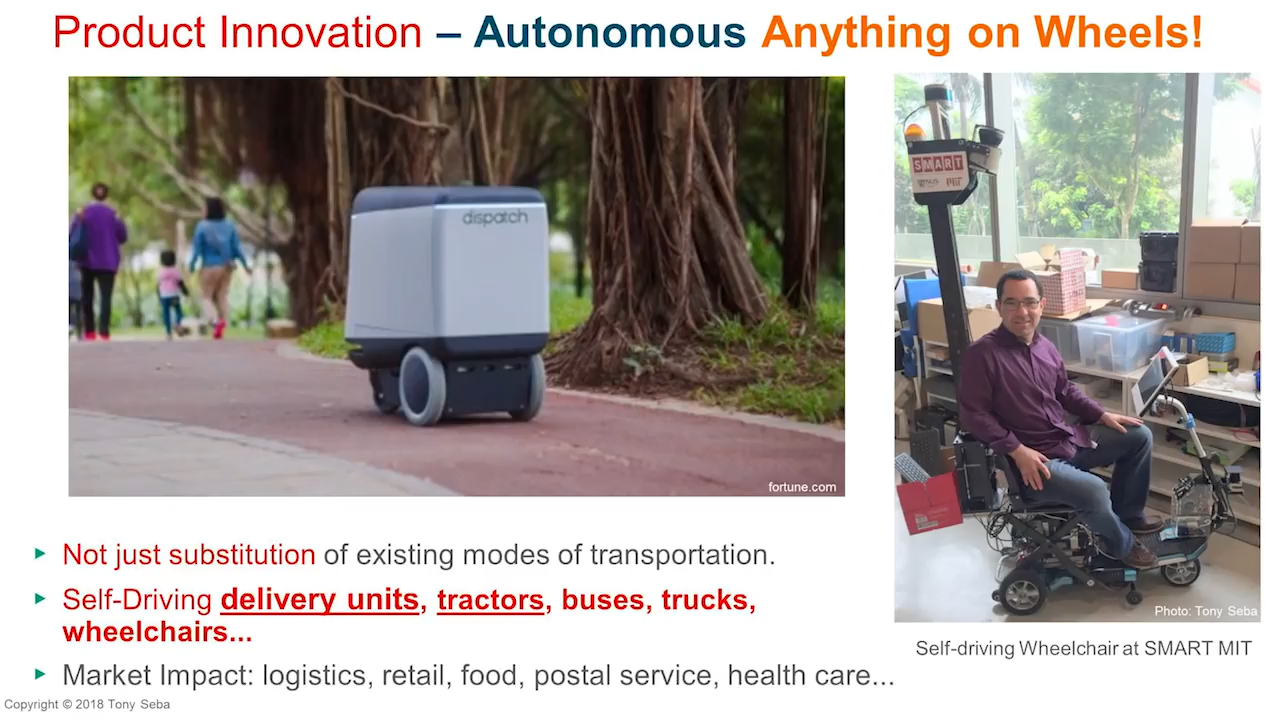 Product Innovation – Autonomous Anything on Wheels!
dispatch
fortune.com
SMART
Photo: Tony Seba
Self-driving Wheelchair at SMART MIT
▸ Not just substitution of existing modes of transportation.
▸ Self-Driving delivery units, tractors, buses, trucks,
wheelchairs...
▸ Market Impact: logistics, retail, food, postal service, health care...
Copyright © 2018 Tony Seba